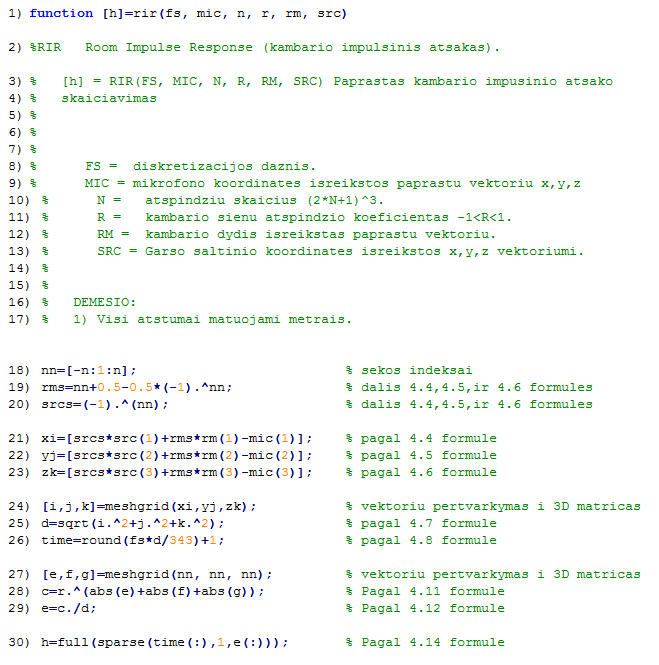 1) function [h]=rir(fs, mic, n, r, rm, src)
2) %RIR   Room Impulse Response (kambario impulsinis atsakas).
3) %   [h] = RIR(FS, MIC, N, R, RM, SRC) Paprastas kambario impusinio atsako
4) %   skaiciavimas
5) %
6) %
7) %
8) %      FS =  diskretizacijos daznis.
9) %      MIC = mikrofono koordinates isreikstos paprastu vektoriu x,y,z
10) %      N =   atspindziu skaicius (2*N+1)^3.
11) %      R =   kambario sienu atspindzio koeficientas -1<R<1.
12) %      RM =  kambario dydis isreikstas paprastu vektoriu.
13) %      SRC = Garso saltinio koordinates isreikstos x,y,z vektoriumi.
14) %
15) %
16) %   DEMESIO:
17) %   1) Visi atstumai matuojami metrais.
18) nn=[-n:1:n];                          % sekos indeksai
19) rms=nn+0.5-0.5*(-1).^nn;              % dalis 4.4,4.5,ir 4.6 formules
20) srcs=(-1).^(nn);                      % dalis 4.4,4.5,ir 4.6 formules
21) xi=[srcs*src(1)+rms*rm(1)-mic(1)];    % pagal 4.4 formule
22) yj=[srcs*src(2)+rms*rm(2)-mic(2)];    % pagal 4.5 formule
23) zk=[srcs*src(3)+rms*rm(3)-mic(3)];    % pagal 4.6 formule
24) [i,j,k]=meshgrid(xi,yj,zk);           % vektoriu pertvarkymas i 3D matricas
25) d=sqrt(i.^2+j.^2+k.^2);               % pagal 4.7 formule
26) time=round(fs*d/343)+1;               % pagal 4.8 formule
27) [e,f,g]=meshgrid(nn, nn, nn);         % vektoriu pertvarkymas i 3D matricas
28) c=r.^(abs(e)+abs(f)+abs(g));          % Pagal 4.11 formule
29) e=c./d;                               % Pagal 4.12 formule
30) h=full(sparse(time(:),1,e(:)));       % Pagal 4.14 formule